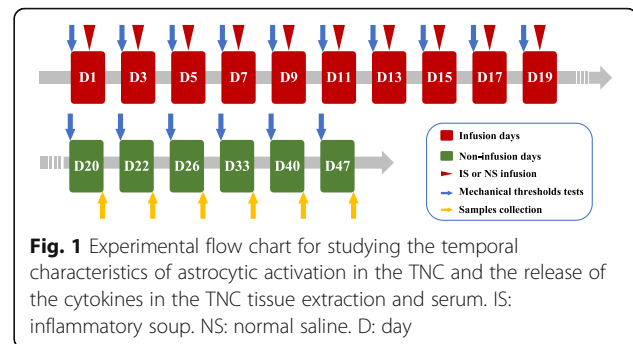 D1 D3 D5 D7 D9 D11 D13 D15 D17 D19
D20 D22 D26 D33 D40 D47
Infusion days
Non-infusion days
IS or NS infusion
Mechanical thresholds tests
Samples collection
Fig. 1 Experimental flow chart for studying the temporal
characteristics of astrocytic activation in the TNC and the release of
the cytokines in the TNC tissue extraction and serum. IS:
inflammatory soup. NS: normal saline. D: day